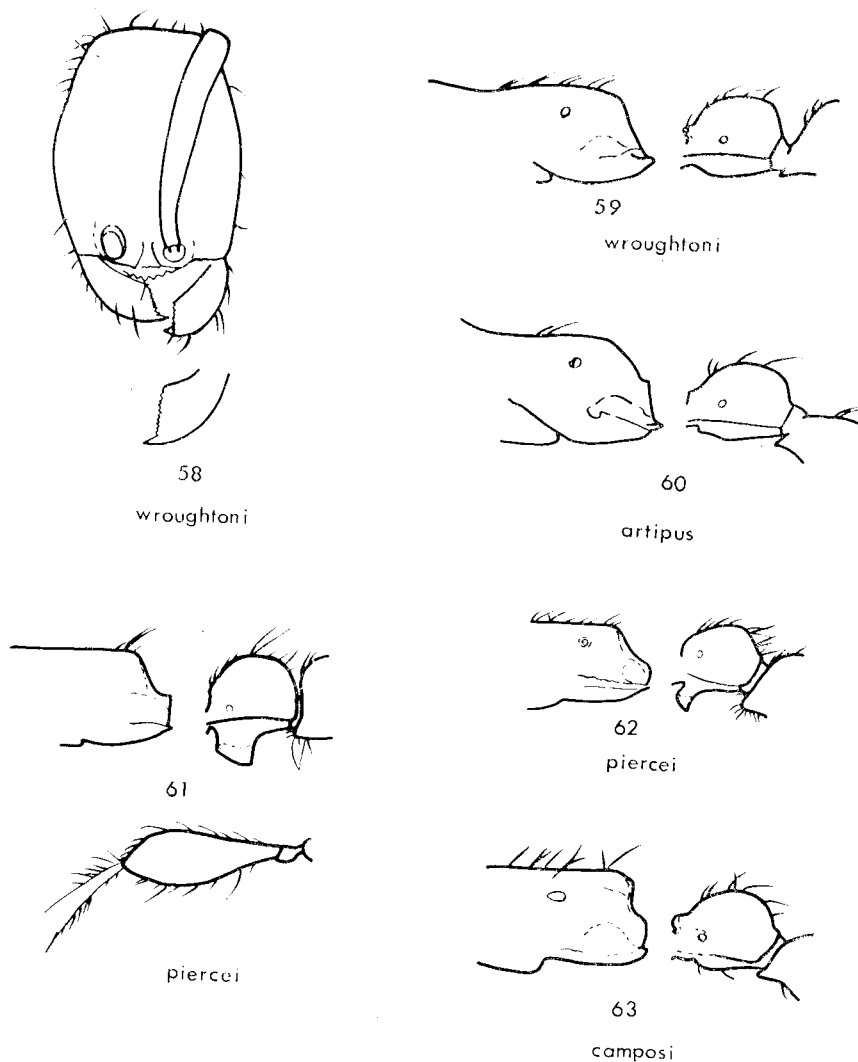 58
wroughtoni
59
wroughtoni
60
artipus
61
piercei
62
piercei
63
camposi